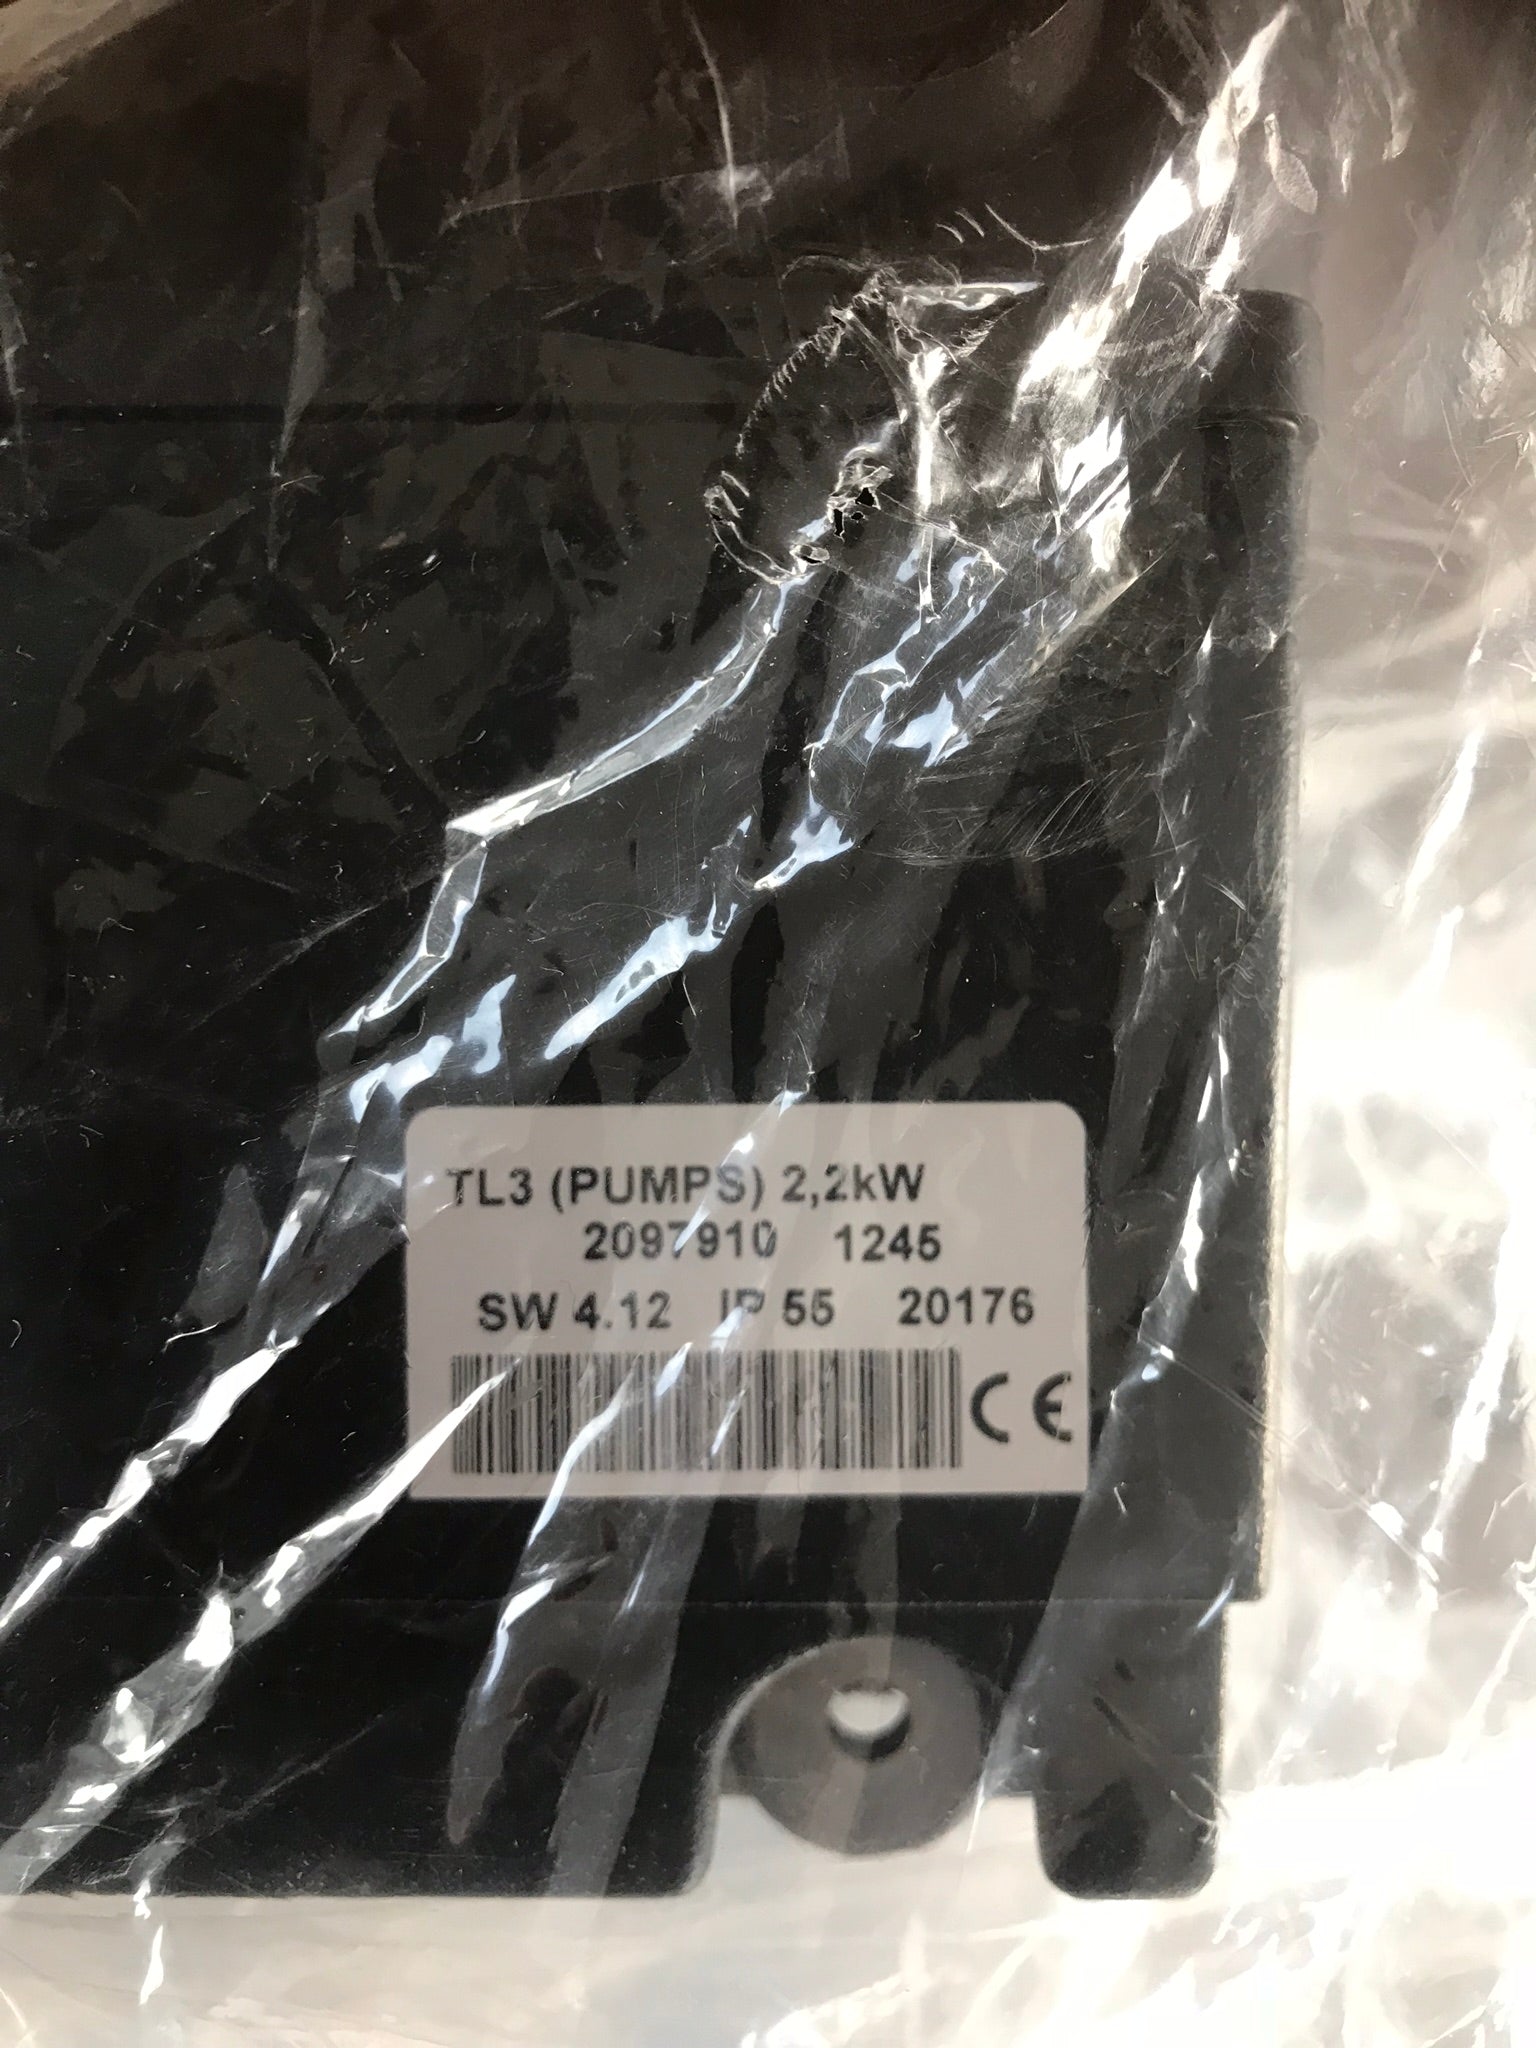 TL3 (PUMPS) 2,2kW
2097910 1245
SW 4.12 IP 55 20176
CE